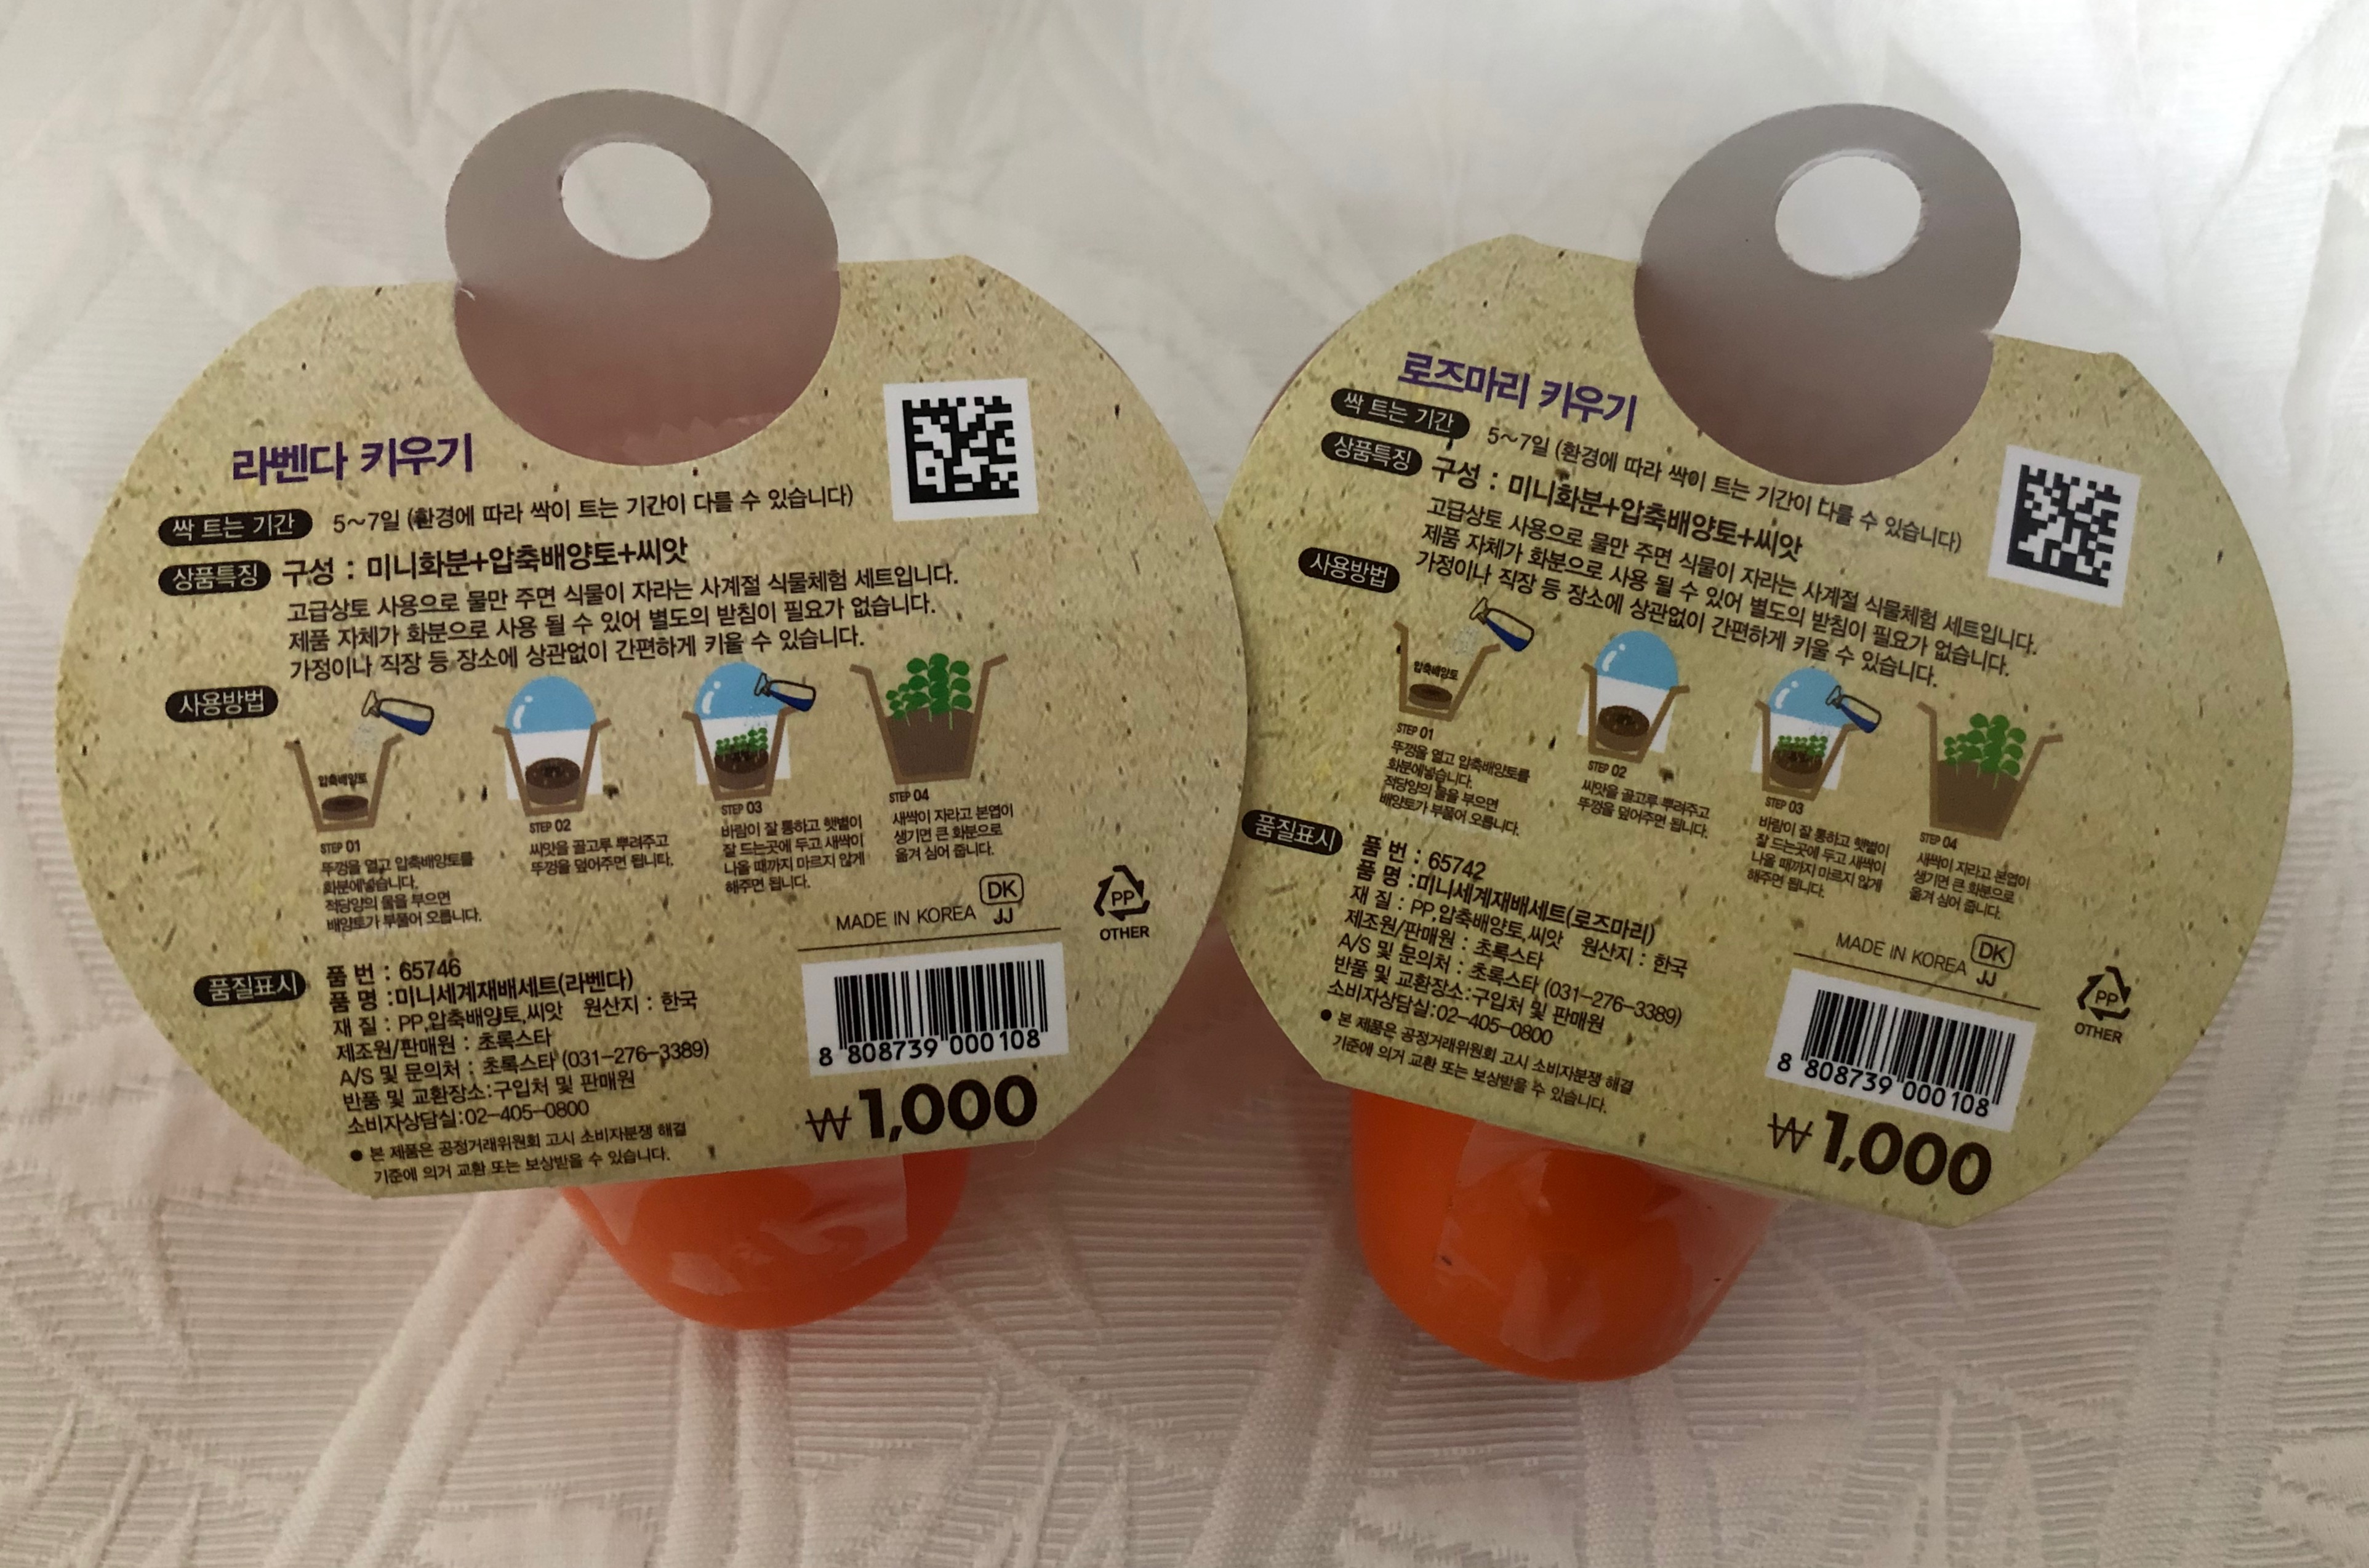 라벤다 키우기
싹 트는 기간 5~7일 (환경에 따라 싹이 트는 기간이 다를 수 있습니다)
상품특징 구성 : 미니화분+압축배양토+씨앗
고급상토 사용으로 물만 주면 식물이 자라는 사계절 식물체험 세트입니다.
제품 자체가 화분으로 사용 될 수 있어 별도의 받침이 필요가 없습니다.
가정이나 직장 등 장소에 상관없이 간편하게 키울 수 있습니다.
사용방법
압축배양토
STEP 01
뚜껑을 열고 압축배양토를
화분에넣습니다.
적당양의 물을 부으면
배양토가 부풀어 오릅니다.
STEP 02
씨앗을 골고루 뿌려주고
뚜껑을 덮어주면 됩니다.
STEP 03
바람이 잘 통하고 햇볕이
잘 드는곳에 두고 새싹이
나올 때까지 마르지 않게
해주면 됩니다.
STEP 04
새싹이 자라고 본엽이
생기면 큰 화분으로
옮겨 심어 줍니다.
품질표시
품 번 : 65746
품 명 :미니세계재배세트(라벤다)
재 질 : PP,압축배양토,씨앗 원산지 : 한국
제조원/판매원 : 초록스타
A/S 및 문의처 : 초록스타 (031-276-3389)
반품 및 교환장소:구입처 및 판매원
소비자상담실:02-405-0800
● 본 제품은 공정거래위원회 고시 소비자분쟁 해결
기준에 의거 교환 또는 보상받을 수 있습니다.
MADE IN KOREA DK
JJ
PP
OTHER
8 808739 000108
₩1,000
로즈마리 키우기
싹 트는 기간 5~7일 (환경에 따라 싹이 트는 기간이 다를 수 있습니다)
상품특징 구성 : 미니화분+압축배양토+씨앗
고급상토 사용으로 물만 주면 식물이 자라는 사계절 식물체험 세트입니다.
제품 자체가 화분으로 사용 될 수 있어 별도의 받침이 필요가 없습니다.
가정이나 직장 등 장소에 상관없이 간편하게 키울 수 있습니다.
사용방법
압축배양토
STEP 01
뚜껑을 열고 압축배양토를
화분에넣습니다.
적당양의 물을 부으면
배양토가 부풀어 오릅니다.
STEP 02
씨앗을 골고루 뿌려주고
뚜껑을 덮어주면 됩니다.
STEP 03
바람이 잘 통하고 햇볕이
잘 드는곳에 두고 새싹이
나올 때까지 마르지 않게
해주면 됩니다.
STEP 04
새싹이 자라고 본엽이
생기면 큰 화분으로
옮겨 심어 줍니다.
품질표시
품 번 : 65742
품 명 :미니세계재배세트(로즈마리)
재 질 : PP,압축배양토,씨앗 원산지 : 한국
제조원/판매원 : 초록스타
A/S 및 문의처 : 초록스타 (031-276-3389)
반품 및 교환장소:구입처 및 판매원
소비자상담실:02-405-0800
● 본 제품은 공정거래위원회 고시 소비자분쟁 해결
기준에 의거 교환 또는 보상받을 수 있습니다.
MADE IN KOREA DK
JJ
PP
OTHER
8 808739 000108
₩1,000